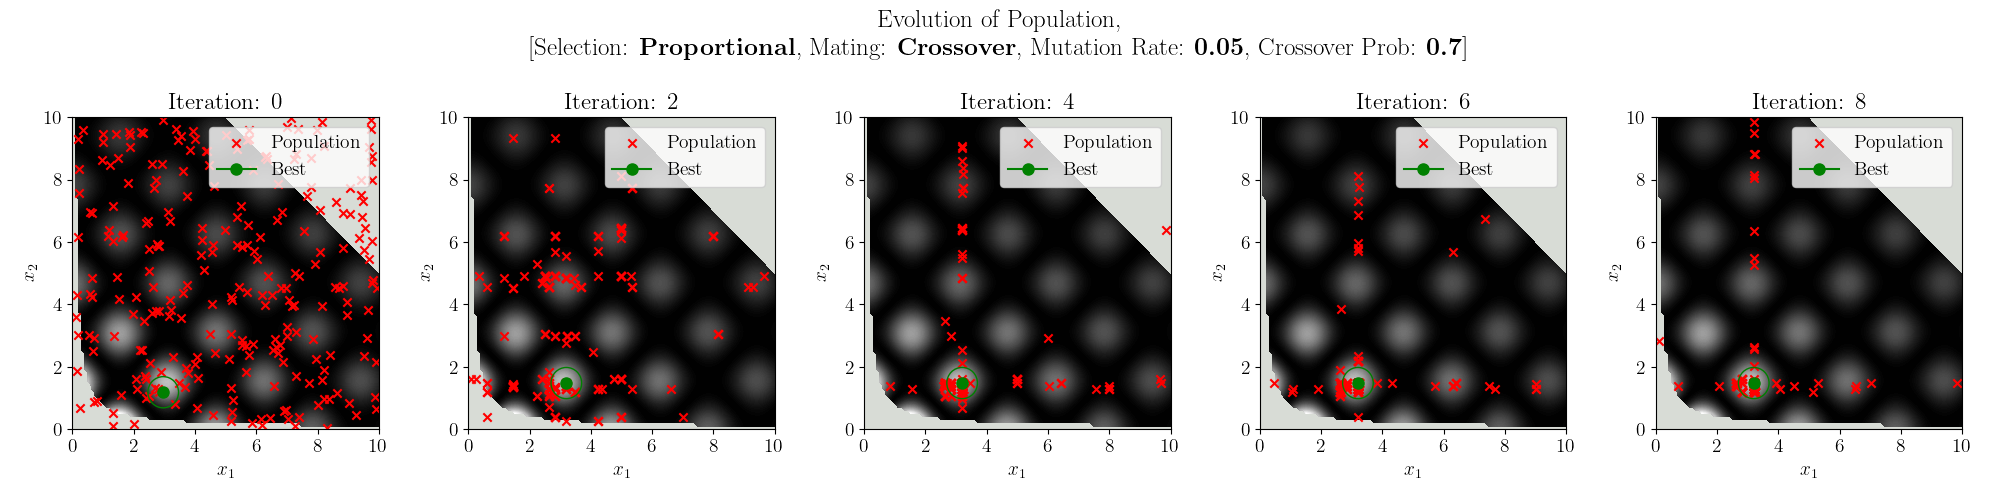 Evolution of Population,
[Selection: Proportional, Mating: Crossover, Mutation Rate: 0.05, Crossover Prob: 0.7]
Iteration: 0
Population
Best
10
8
6
4
2
0
x2
0 2 4 6 8 10
x1
Iteration: 2
Population
Best
10
8
6
4
2
0
x2
0 2 4 6 8 10
x1
Iteration: 4
Population
Best
10
8
6
4
2
0
x2
0 2 4 6 8 10
x1
Iteration: 6
Population
Best
10
8
6
4
2
0
x2
0 2 4 6 8 10
x1
Iteration: 8
Population
Best
10
8
6
4
2
0
x2
0 2 4 6 8 10
x1